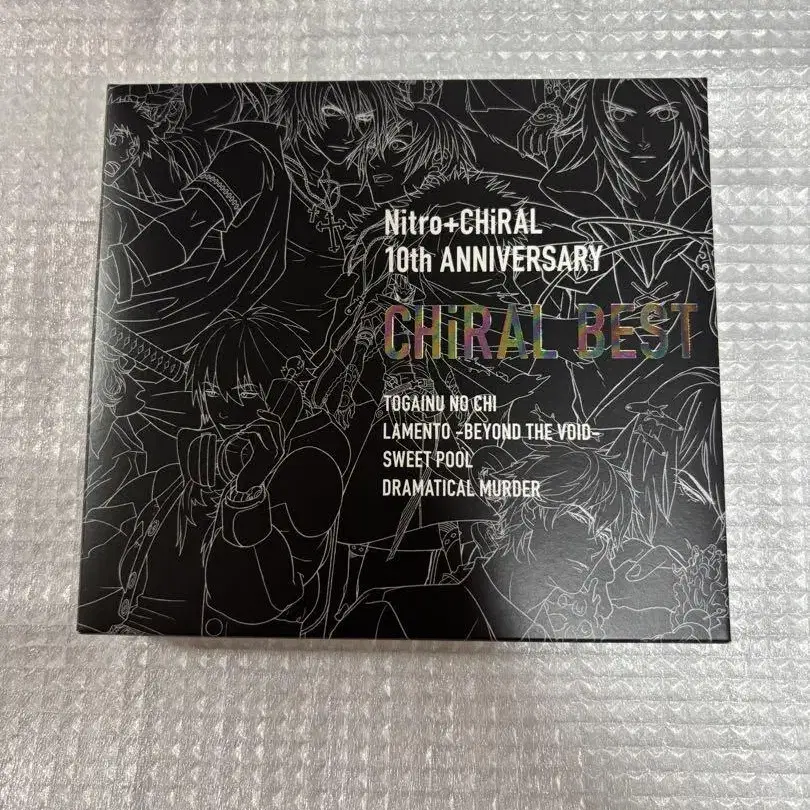 Nitro+CHiRAL
10th ANNIVERSARY
CHiRAL BEST
TOGAINU NO CHI
LAMENTO -BEYOND THE VOID-
SWEET POOL
DRAMATICAL MURDER